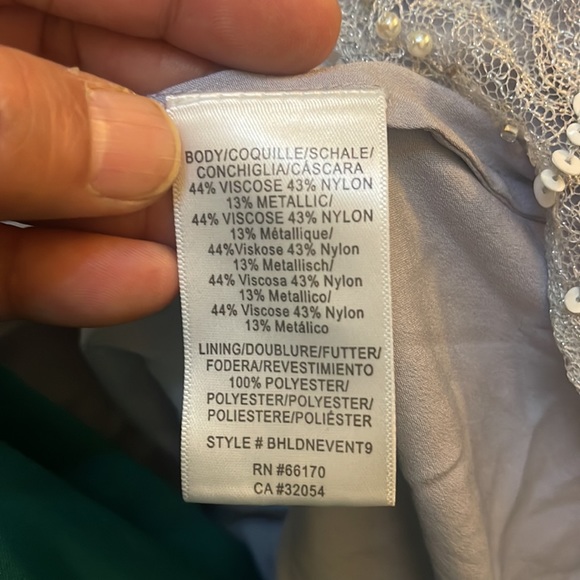 BODY/COQUILLE/SCHALE/
CONCHIGLIA/CÁSCARA
44% VISCOSE 43% NYLON
13% METALLIC/
44% VISCOSE 43% NYLON
13% Métallique/
44%Viskose 43% Nylon
13% Metallisch/
44% Viscosa 43% Nylon
13% Metallico/
44% Viscose 43% Nylon
13% Metálico
LINING/DOUBLURE/FUTTER/
FODERA/REVESTIMIENTO
100% POLYESTER/
POLYESTER/POLYESTER/
POLIESTERE/POLIÉSTER
STYLE # BHLDNEVENT9
RN #66170
CA #32054